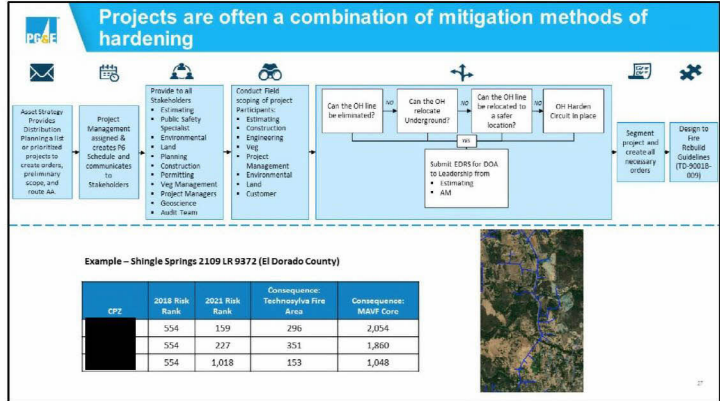 Projects are often a combination of mitigation methods of
hardening
PG&E
Asset Strategy
Provides
Distribution
Planning a list
or prioritized
projects to
create orders,
preliminary
scope, and
route AA
Project
Management
assigned &
creates P6
Schedule and
communicates
to
Stakeholders
Provide to all
Stakeholders
• Estimating
• Public Safety
Specialist
• Environmental
• Land
• Planning
• Construction
• Permitting
• Veg Management
• Project Managers
• Geoscience
• Audit Team
Conduct Field
scoping of project
Participants:
• Estimating
• Construction
• Engineering
• Veg
• Project
Management
• Environmental
• Land
• Customer
Can the OH line
be eliminated?
NO
Can the OH
relocate
Underground?
NO
Can the OH line
be relocated to
a safer
location?
NO
OH Harden
Circuit in place
YES
Submit EDRS for DOA
to Leadership from
• Estimating
• AM
Segment
project and
create all
necessary
orders
Design to
Fire
Rebuild
Guidelines
(TD-9001B-
009)
Example – Shingle Springs 2109 LR 9372 (El Dorado County)
CPZ
2018 Risk
Rank
2021 Risk
Rank
Consequence:
Technosylva Fire
Area
Consequence:
MAVF Core
554 159 296 2,054
554 227 351 1,860
554 1,018 153 1,048